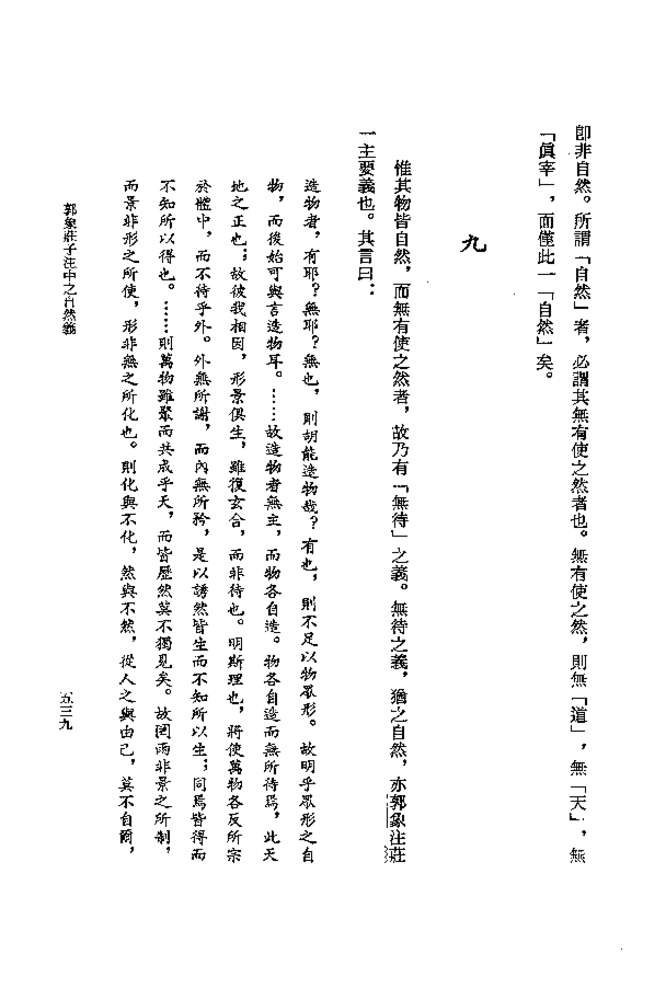 卽非自然。所謂「自然」者，必謂其無有使之然者也。無有使之然，則無「道」，無「天」，無
「眞宰」，而僅此一「自然」矣。
九
惟其物皆自然，而無有使之然者，故乃有「無待」之義。無待之義，猶之自然，亦郭象注莊
一主要義也。其言曰：
造物者，有耶？無耶？無也，則胡能造物哉？有也，則不足以物眾形。故明乎眾形之自
物，而後始可與言造物耳。……故造物者無主，而物各自造。物各自造而無所待焉，此天
地之正也；故彼我相因，形景俱生，雖復玄合，而非待也。明斯理也，將使萬物各反所宗
於體中，而不待乎外。外無所謝，而內無所矜，是以誘然皆生而不知所以生；同焉皆得而
不知所以得也。……則萬物雖聚而共成乎天，而皆歷然莫不獨見矣。故罔兩非景之所制，
而景非形之所使，形非無之所化也。則化與不化，然與不然，從人之與由己，莫不自爾，
郭象莊子注中之自然義
五三九